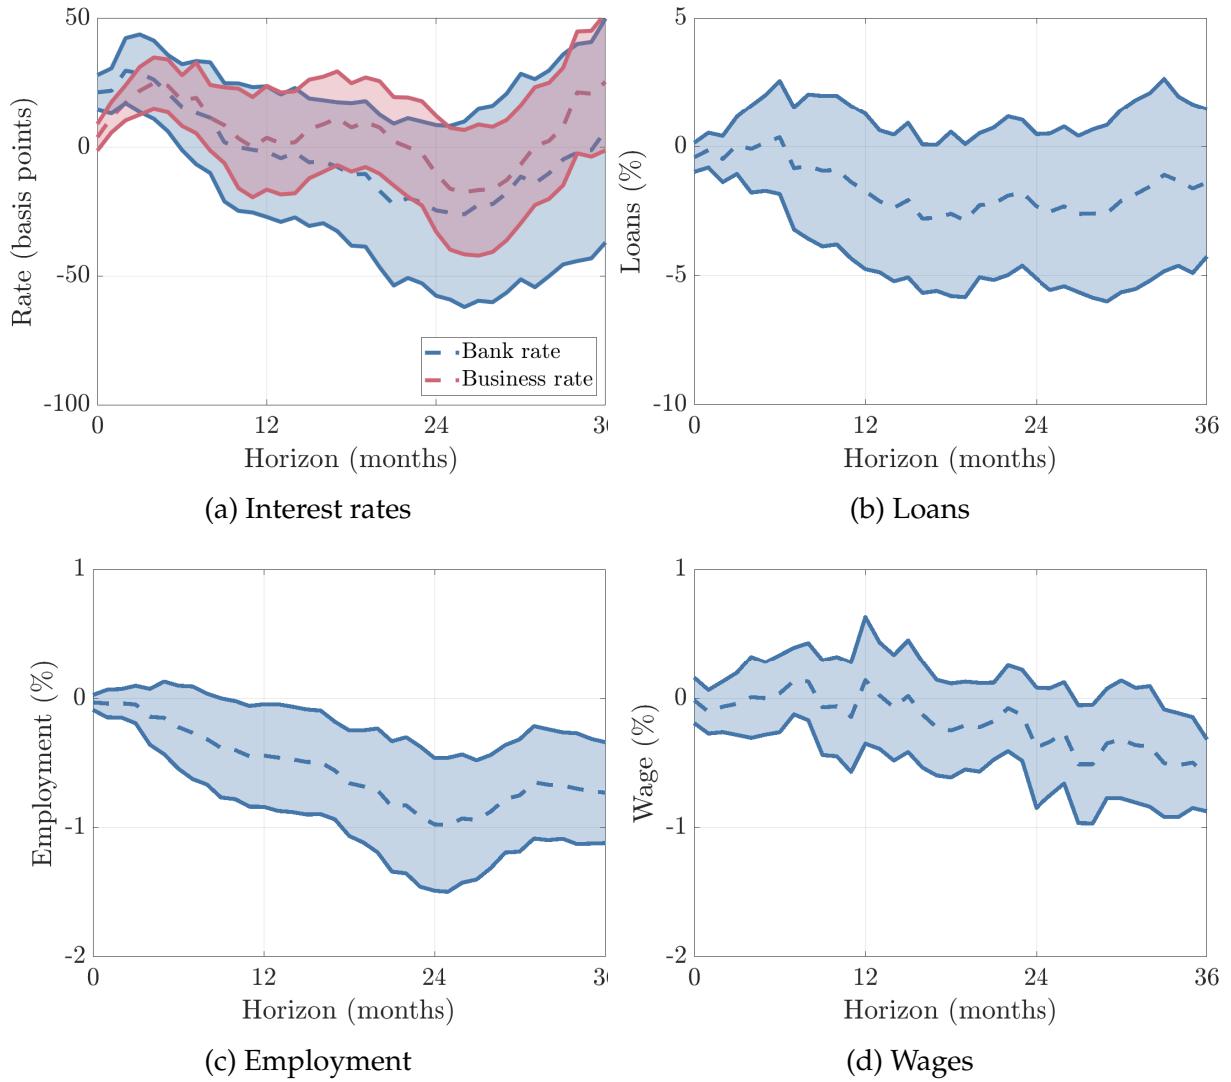 50
0
-50
-100
0
12
24
36
Rate (basis points)
Horizon (months)
Bank rate
Business rate
(a) Interest rates
5
0
-5
-10
0
12
24
36
Loans (%)
Horizon (months)
(b) Loans
1
0
-1
-2
0
12
24
36
Employment (%)
Horizon (months)
(c) Employment
1
0
-1
-2
0
12
24
36
Wage (%)
Horizon (months)
(d) Wages